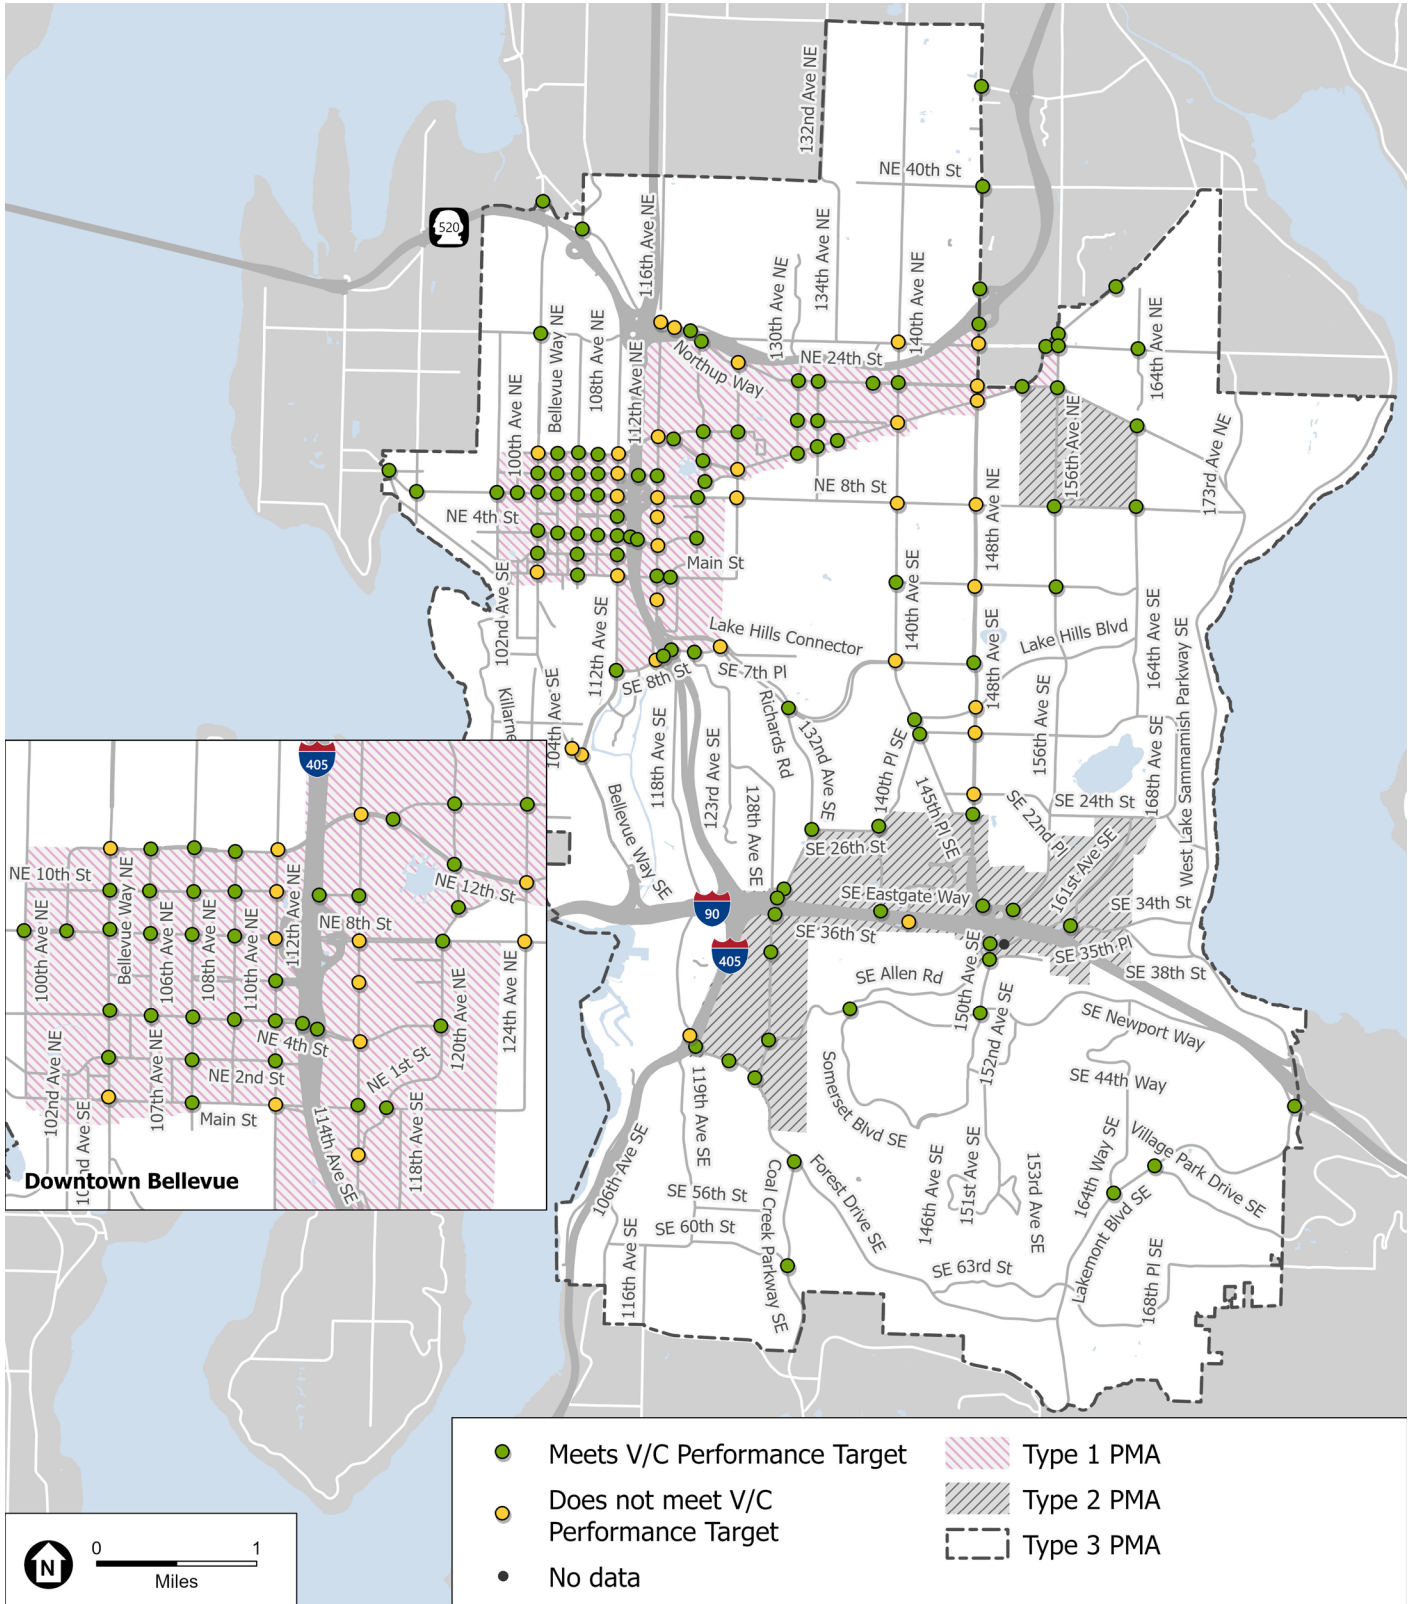 132nd Ave NE
NE 40th St
520
116th Ave NE
134th Ave NE
130th Ave NE
140th Ave NE
NE 24th St
Northup Way
Bellevue Way NE
108th Ave NE
112th Ave NE
100th Ave NE
164th Ave NE
156th Ave NE
173rd Ave NE
NE 8th St
NE 4th St
148th Ave NE
Main St
102nd Ave SE
112th Ave SE
140th Ave SE
Lake Hills Connector
Lake Hills Blvd
148th Ave SE
164th Ave SE
SE 8th St
SE 7th Pl
Killarne
104th Ave SE
118th Ave SE
123rd Ave SE
Richards Rd
132nd Ave SE
128th Ave SE
140th Pl SE
145th Pl SE
156th Ave SE
West Lake Sammamish Parkway SE
168th Ave SE
SE 24th St
SE 22nd Pl
Bellevue Way SE
SE 26th St
161st Ave SE
SE Eastgate Way
90
SE 34th St
SE 36th St
405
SE 35th Pl
SE 38th St
SE Allen Rd
150th Ave SE
152nd Ave SE
SE Newport Way
Somerset Blvd SE
SE 44th Way
119th Ave SE
106th Ave SE
Coal Creek Parkway SE
Forest Drive SE
146th Ave SE
151st Ave SE
153rd Ave SE
164th Way SE
Village Park Drive SE
Lakemont Blvd SE
SE 56th St
SE 60th St
116th Ave SE
SE 63rd St
168th Pl SE
405
NE 10th St
Bellevue Way NE
112th Ave NE
NE 12th St
NE 8th St
100th Ave NE
106th Ave NE
108th Ave NE
110th Ave NE
120th Ave NE
124th Ave NE
NE 4th St
NE 2nd St
NE 1st St
102nd Ave NE
107th Ave NE
Main St
114th Ave SE
118th Ave SE
Downtown Bellevue
Meets V/C Performance Target
Does not meet V/C
Performance Target
No data
Type 1 PMA
Type 2 PMA
Type 3 PMA
N
0 1
Miles